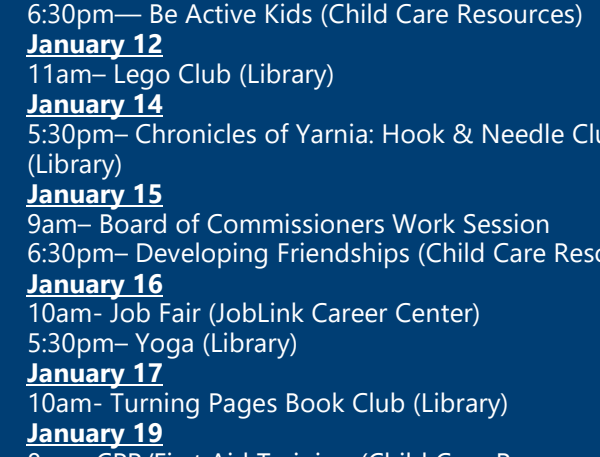 6:30pm–– Be Active Kids (Child Care Resources)
January 12
11am– Lego Club (Library)
January 14
5:30pm– Chronicles of Yarnia: Hook & Needle
(Library)
January 15
9am– Board of Commissioners Work Session
6:30pm– Developing Friendships (Child Care
January 16
10am- Job Fair (JobLink Career Center)
5:30pm– Yoga (Library)
January 17
10am- Turning Pages Book Club (Library)
January 19